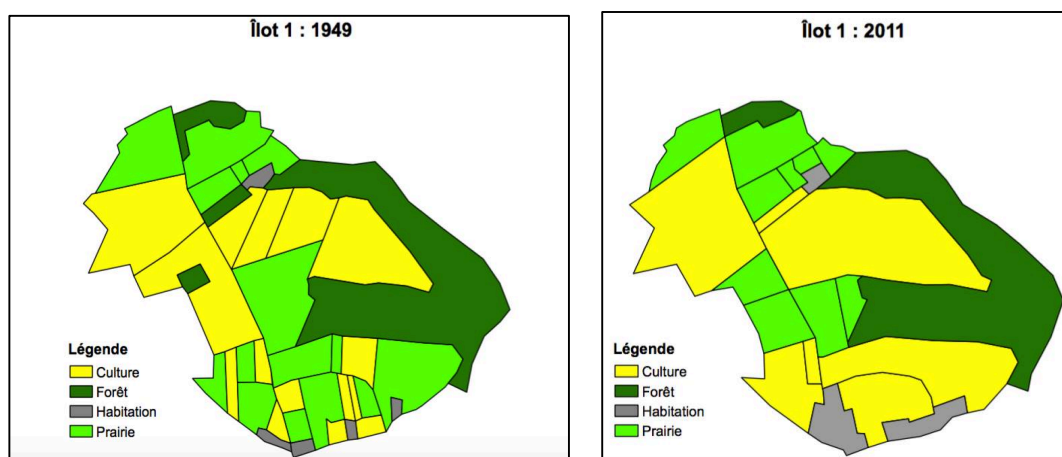 Îlot 1 : 1949
Légende
Culture
Forêt
Habitation
Prairie
Îlot 1 : 2011
Légende
Culture
Forêt
Habitation
Prairie